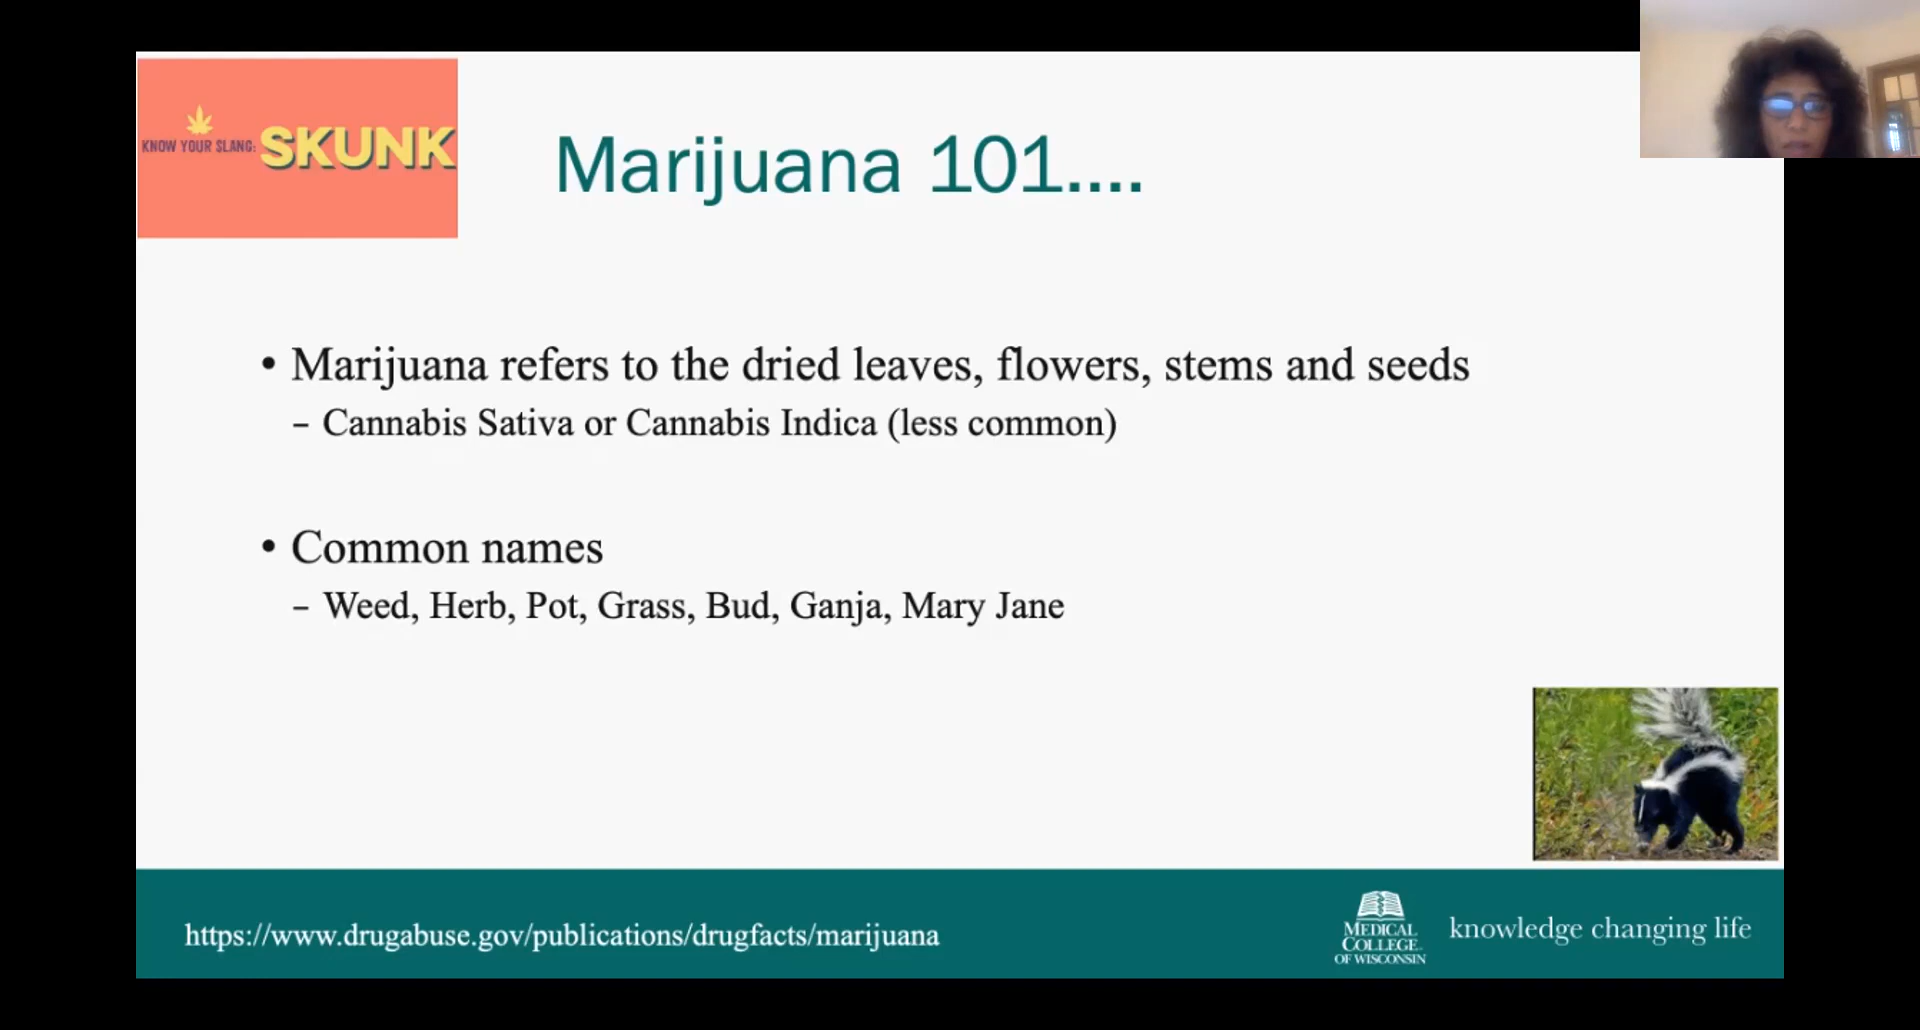 KNOW YOUR SLANG: SKUNK
Marijuana 101....
• Marijuana refers to the dried leaves, flowers, stems and seeds
– Cannabis Sativa or Cannabis Indica (less common)
• Common names
– Weed, Herb, Pot, Grass, Bud, Ganja, Mary Jane
https://www.drugabuse.gov/publications/drugfacts/marijuana
MEDICAL
COLLEGE
OF WISCONSIN
knowledge changing life